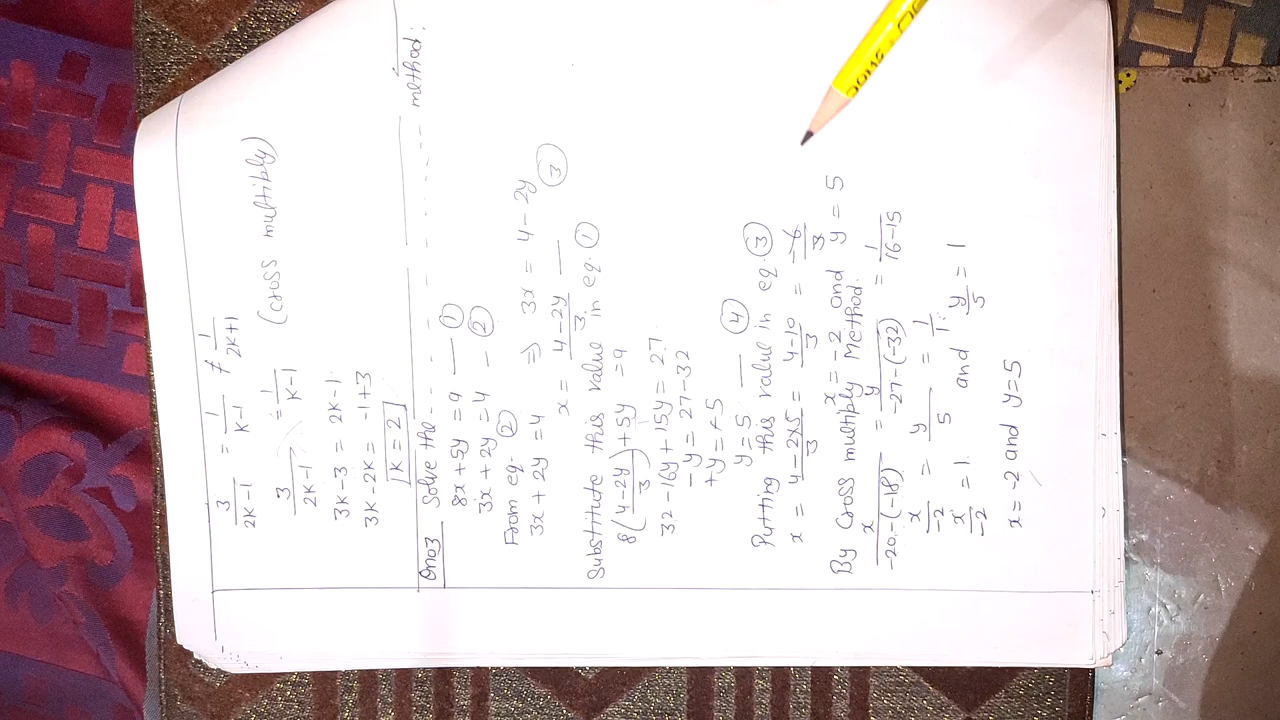 3/(2K-1) = 1/(K-1) ≠ 1/(2K+1)
3/(2K-1) = 1/(K-1) (Cross multiply)
3K-3 = 2K-1
3K-2K = -1+3
K = 2
Qno3 Solve the - - - - - - - method:
8x + 5y = 9 — ①
3x + 2y = 4 — ②
From eq. ②
3x + 2y = 4 ⇒ 3x = 4 - 2y
x = (4-2y)/3 — ③
Substitute this value in eq. ①
8((4-2y)/3) + 5y = 9
32 - 16y + 15y = 27
-y = 27-32
+y = +5
y = 5 — ④
Putting this value in eq. ③
x = (4-2×5)/3 = (4-10)/3 = -6/3
x = -2 and y = 5
By Cross multiply Method.
x/(-20-(-18)) = y/(-27-(-32)) = 1/(16-15)
x/-2 = y/5 = 1/1
x/-2 = 1 and y/5 = 1
x = -2 and y = 5